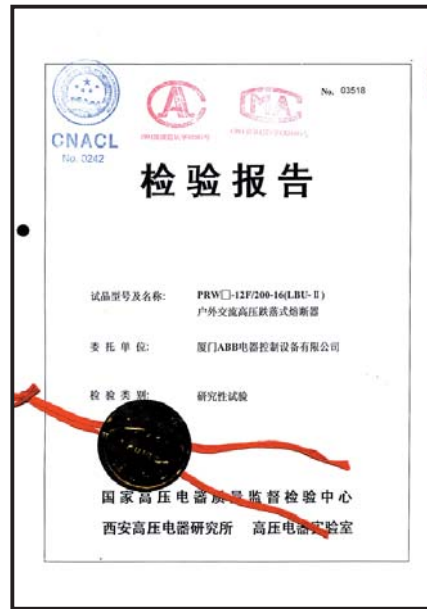 No. 03518
CNACL
No. 0242
MA
检验报告
试品型号及名称: PRW□-12F/200-16(LBU-Ⅱ)
户外交流高压跌落式熔断器
委托单位: 厦门ABB电器控制设备有限公司
检验类别: 研究性试验
国家高压电器质量监督检验中心
西安高压电器研究所 高压电器实验室